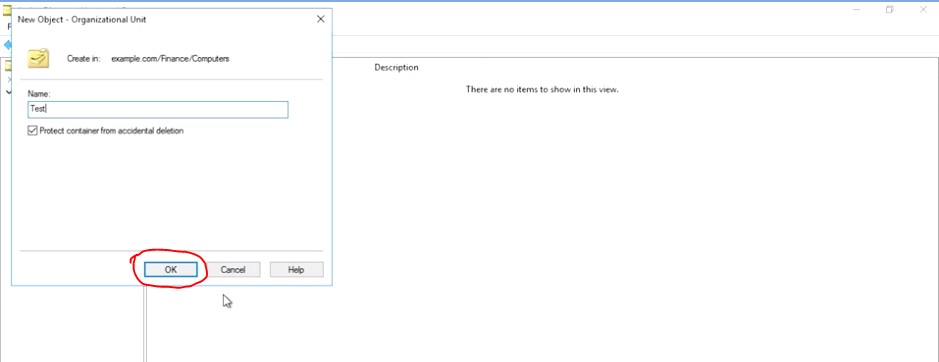 New Object - Organizational Unit
Create in: example.com/Finance/Computers
Name:
Test
Protect container from accidental deletion
OK Cancel Help
Description
There are no items to show in this view.